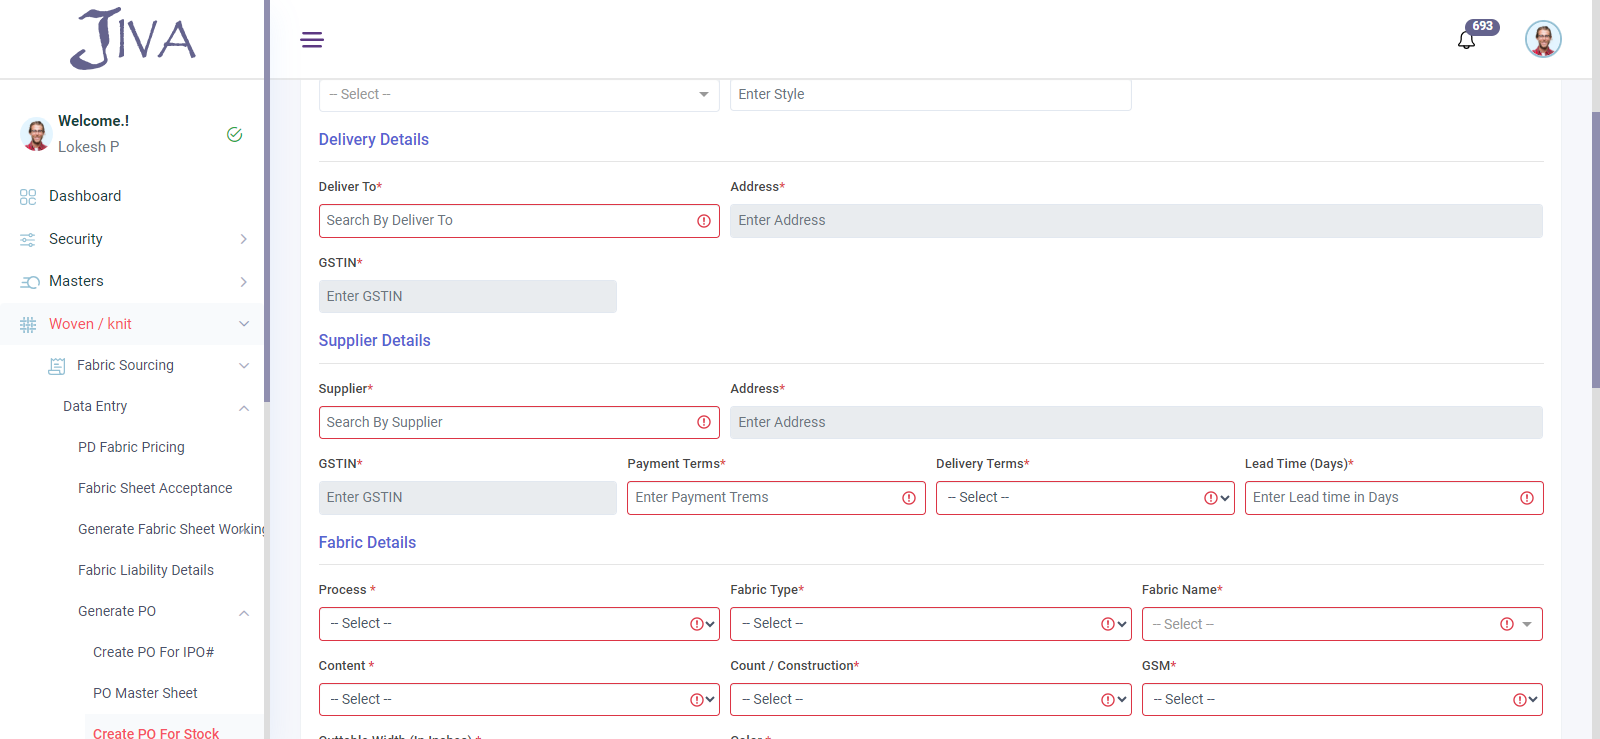 JIVA
693
Welcome.!
Lokesh P
Dashboard
Security
Masters
Woven / knit
Fabric Sourcing
Data Entry
PD Fabric Pricing
Fabric Sheet Acceptance
Generate Fabric Sheet Working
Fabric Liability Details
Generate PO
Create PO For IPO#
PO Master Sheet
Create PO For Stock
-- Select -- Enter Style
Delivery Details
Deliver To* Address*
Search By Deliver To Enter Address
GSTIN*
Enter GSTIN
Supplier Details
Supplier* Address*
Search By Supplier Enter Address
GSTIN* Payment Terms* Delivery Terms* Lead Time (Days)*
Enter GSTIN Enter Payment Trems -- Select -- Enter Lead time in Days
Fabric Details
Process * Fabric Type* Fabric Name*
-- Select -- -- Select -- -- Select --
Content * Count / Construction* GSM*
-- Select -- -- Select -- -- Select --
Cuttable Width (In Inches) * Color *